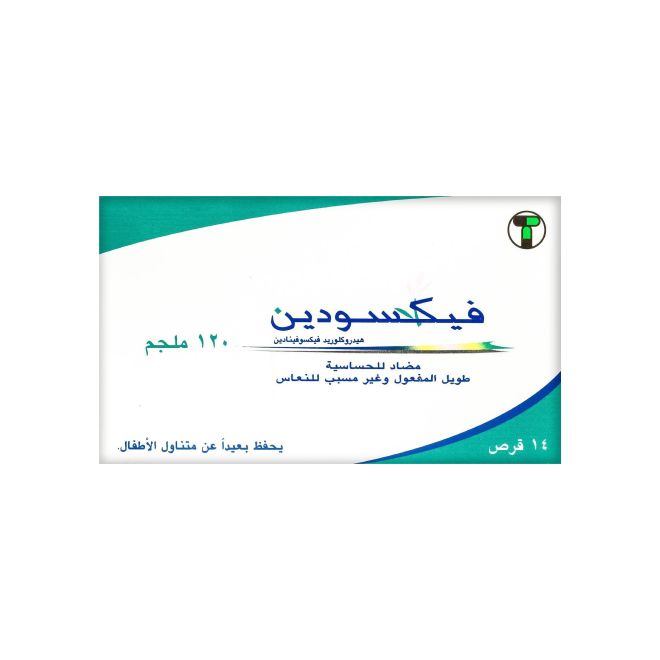 فيكسودين
هيدروكلوريد فيكسوفينادين
١٢٠ ملجم
مضاد للحساسية
طويل المفعول وغير مسبب للنعاس
١٤ قرص
يحفظ بعيداً عن متناول الأطفال.